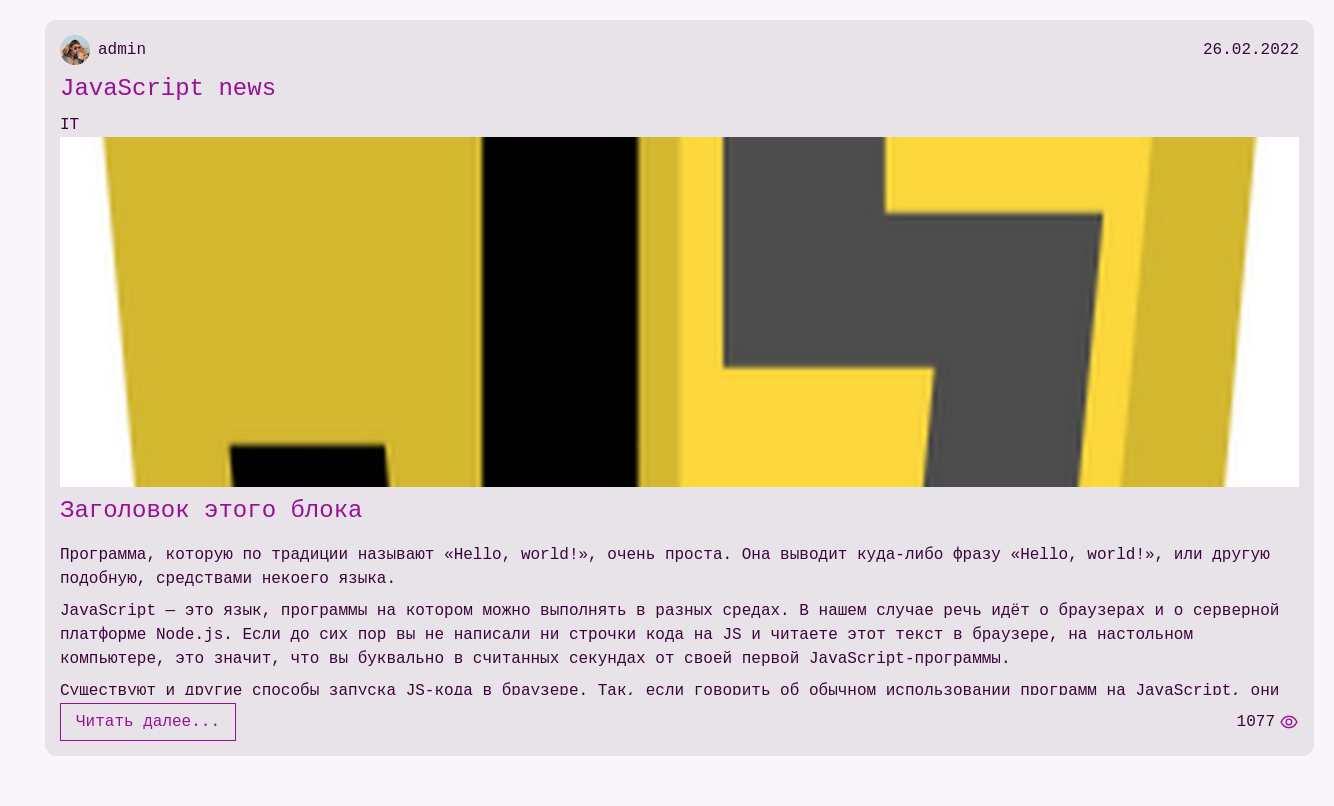 admin
26.02.2022
JavaScript news
IT
Заголовок этого блока
Программа, которую по традиции называют «Hello, world!», очень проста. Она выводит куда-либо фразу «Hello, world!», или другую
подобную, средствами некоего языка.
JavaScript — это язык, программы на котором можно выполнять в разных средах. В нашем случае речь идёт о браузерах и о серверной
платформе Node.js. Если до сих пор вы не написали ни строчки кода на JS и читаете этот текст в браузере, на настольном
компьютере, это значит, что вы буквально в считанных секундах от своей первой JavaScript-программы.
Существуют и другие способы запуска JS-кода в браузере. Так, если говорить об обычном использовании программ на JavaScript, они
Читать далее...
1077